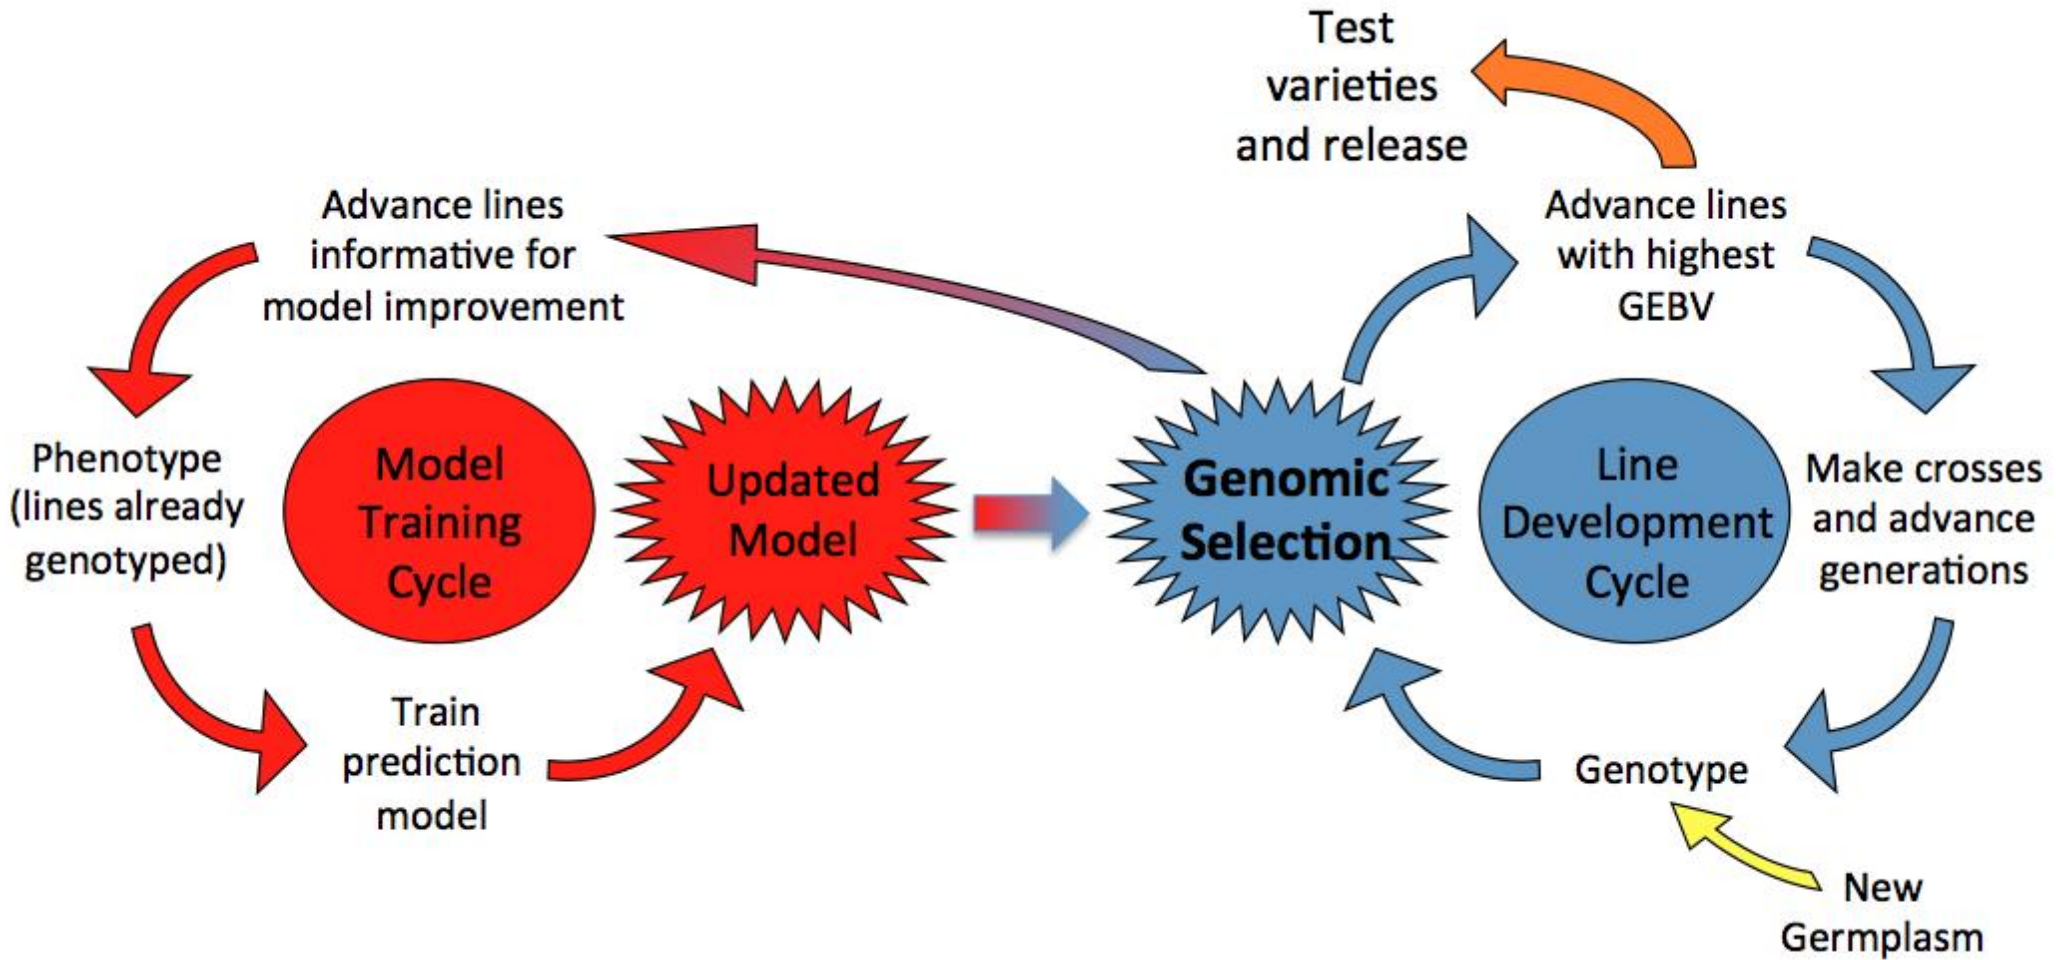 Test
varieties
and release
Advance lines
informative for
model improvement
Advance lines
with highest
GEBV
Phenotype
(lines already
genotyped)
Model
Training
Cycle
Updated
Model
Genomic
Selection
Line
Development
Cycle
Make crosses
and advance
generations
Train
prediction
model
Genotype
New
Germplasm